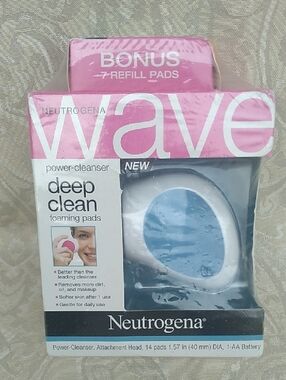 BONUS
7 REFILL PADS
NEUTROGENA
wave
power-cleanser
NEW
deep
clean
foaming pads
• Better than the
leading cleanser
• Removes more dirt,
oil, and makeup
• Softer skin after 1 use
• Gentle for daily use
Neutrogena®
Power-Cleanser, Attachment Head, 14 pads 1.57 In (40 mm) DIA, 1-AA Battery